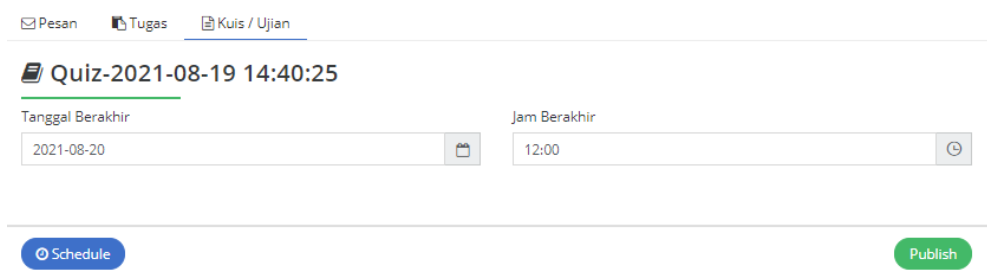 Pesan Tugas Kuis / Ujian
Quiz-2021-08-19 14:40:25
Tanggal Berakhir Jam Berakhir
2021-08-20 12:00
Schedule Publish